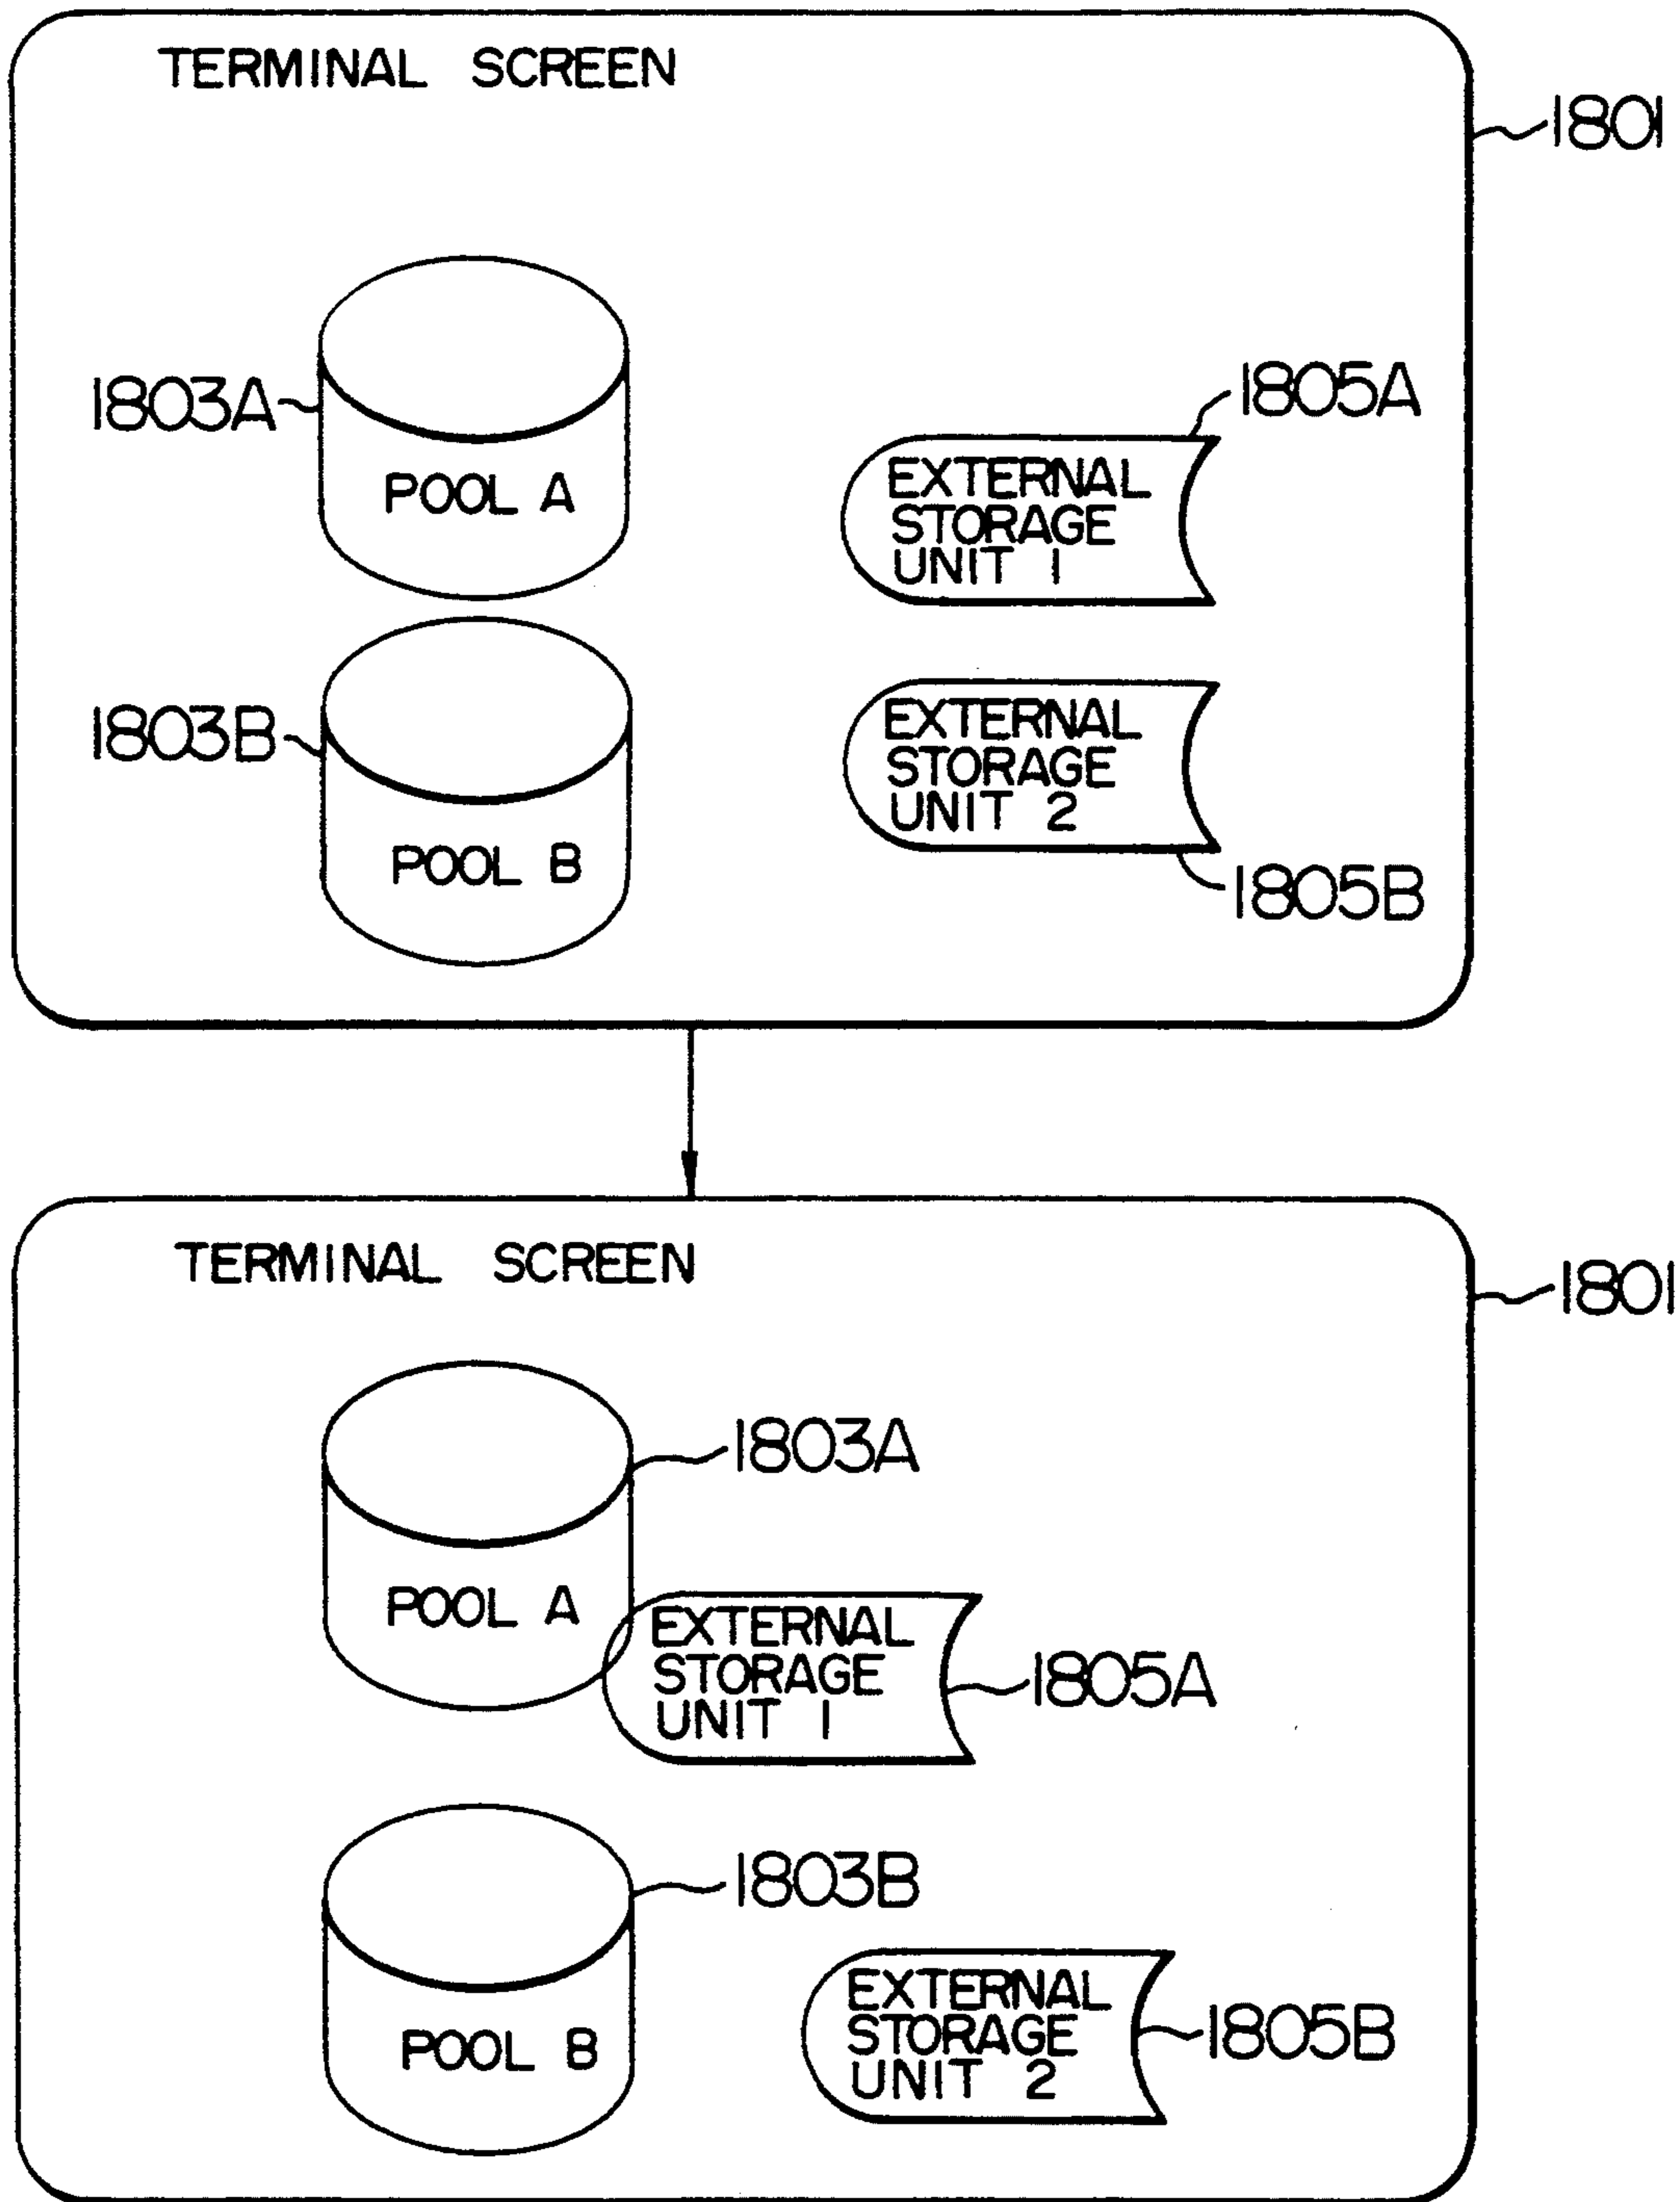 TERMINAL SCREEN
1801
1803A
POOL A
1805A
EXTERNAL
STORAGE
UNIT 1
1803B
POOL B
EXTERNAL
STORAGE
UNIT 2
1805B
TERMINAL SCREEN
1801
1803A
POOL A
EXTERNAL
STORAGE
UNIT 1
1805A
1803B
POOL B
EXTERNAL
STORAGE
UNIT 2
1805B